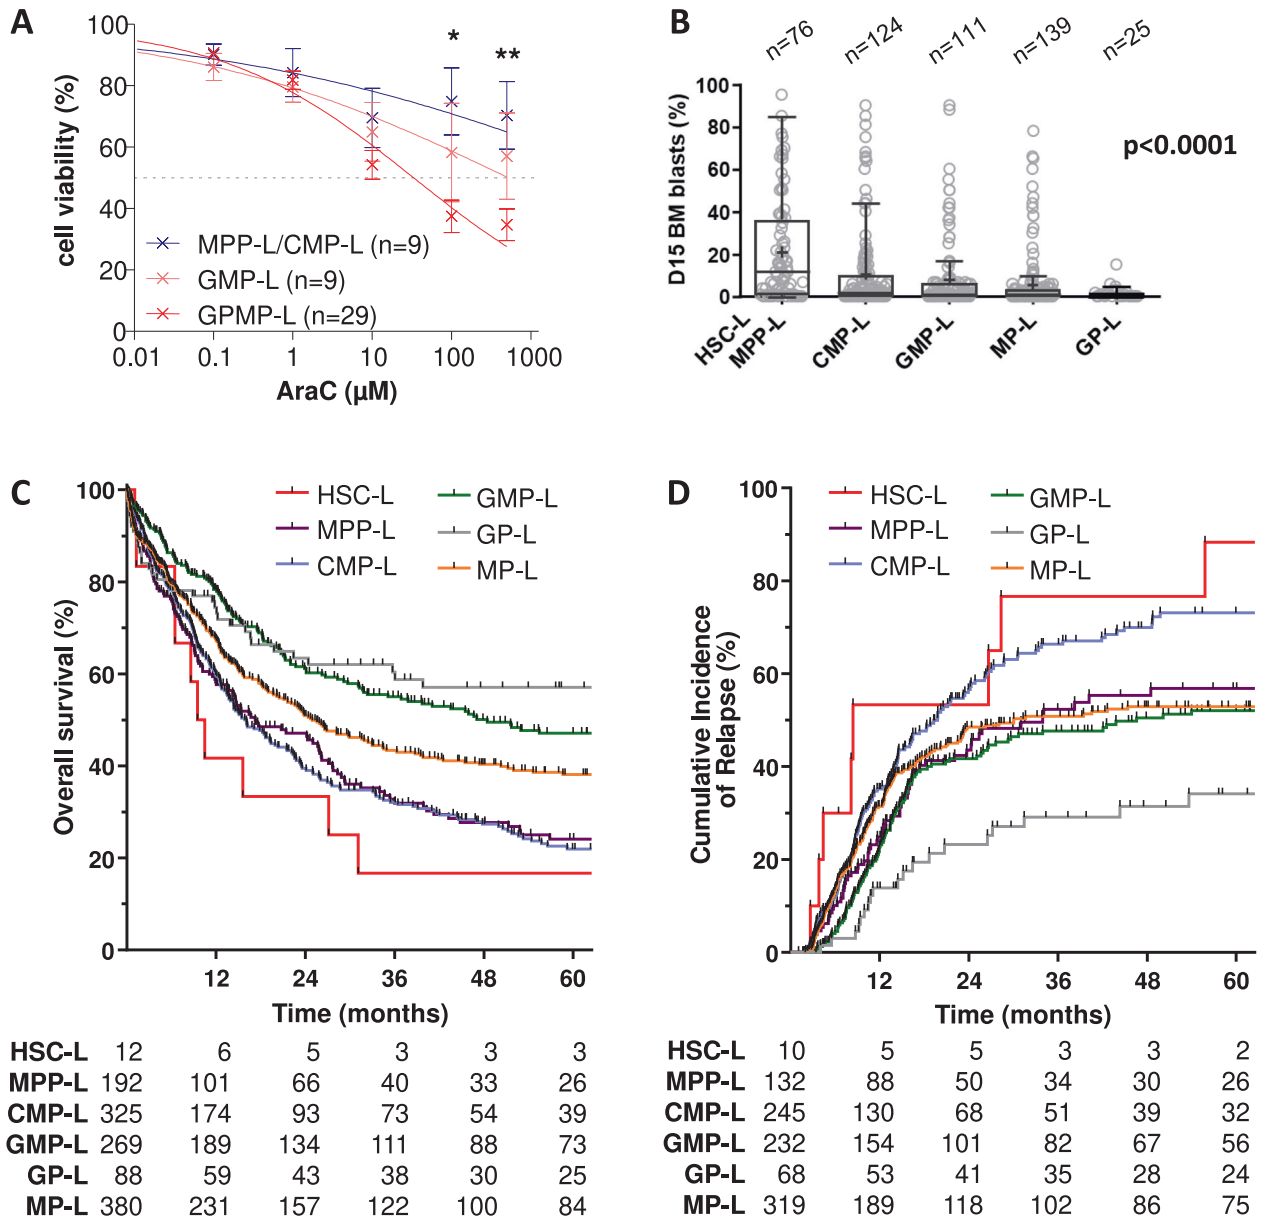 A
100
80
60
40
20
0
cell viability (%)
*
**
MPP-L/CMP-L (n=9)
GMP-L (n=9)
GPMP-L (n=29)
0.01
0.1
1
10
100
1000
AraC (µM)
B
n=76
n=124
n=111
n=139
n=25
100
80
60
40
20
0
D15 BM blasts (%)
p<0.0001
HSC-L
MPP-L
CMP-L
GMP-L
MP-L
GP-L
C
100
80
60
40
20
0
Overall survival (%)
HSC-L
MPP-L
CMP-L
GMP-L
GP-L
MP-L
12 24 36 48 60
Time (months)
HSC-L 12 6 5 3 3 3
MPP-L 192 101 66 40 33 26
CMP-L 325 174 93 73 54 39
GMP-L 269 189 134 111 88 73
GP-L 88 59 43 38 30 25
MP-L 380 231 157 122 100 84
D
100
80
60
40
20
0
Cumulative Incidence
of Relapse (%)
HSC-L
MPP-L
CMP-L
GMP-L
GP-L
MP-L
12 24 36 48 60
Time (months)
HSC-L 10 5 5 3 3 2
MPP-L 132 88 50 34 30 26
CMP-L 245 130 68 51 39 32
GMP-L 232 154 101 82 67 56
GP-L 68 53 41 35 28 24
MP-L 319 189 118 102 86 75